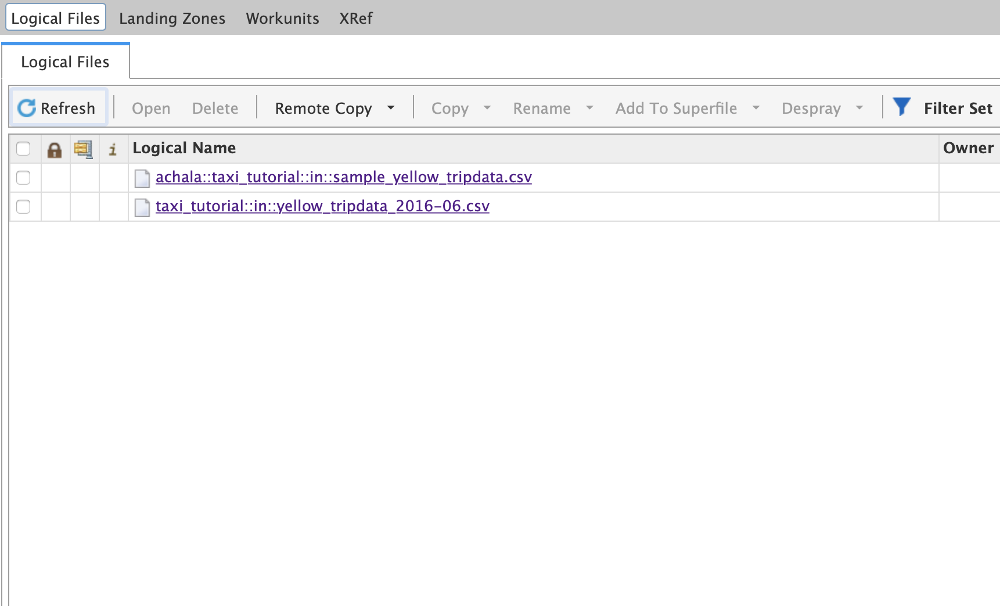 Logical Files Landing Zones Workunits XRef
Logical Files
Refresh Open Delete Remote Copy Copy Rename Add To Superfile Despray Filter Set
i Logical Name Owner
achala::taxi_tutorial::in::sample_yellow_tripdata.csv
taxi_tutorial::in::yellow_tripdata_2016-06.csv